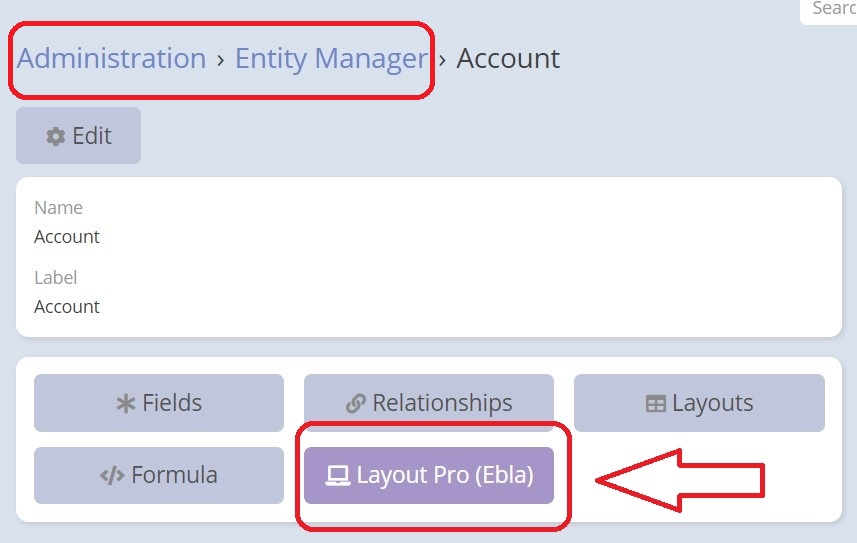 Searc
Administration › Entity Manager › Account
Edit
Name
Account
Label
Account
Fields
Relationships
Layouts
Formula
Layout Pro (Ebla)